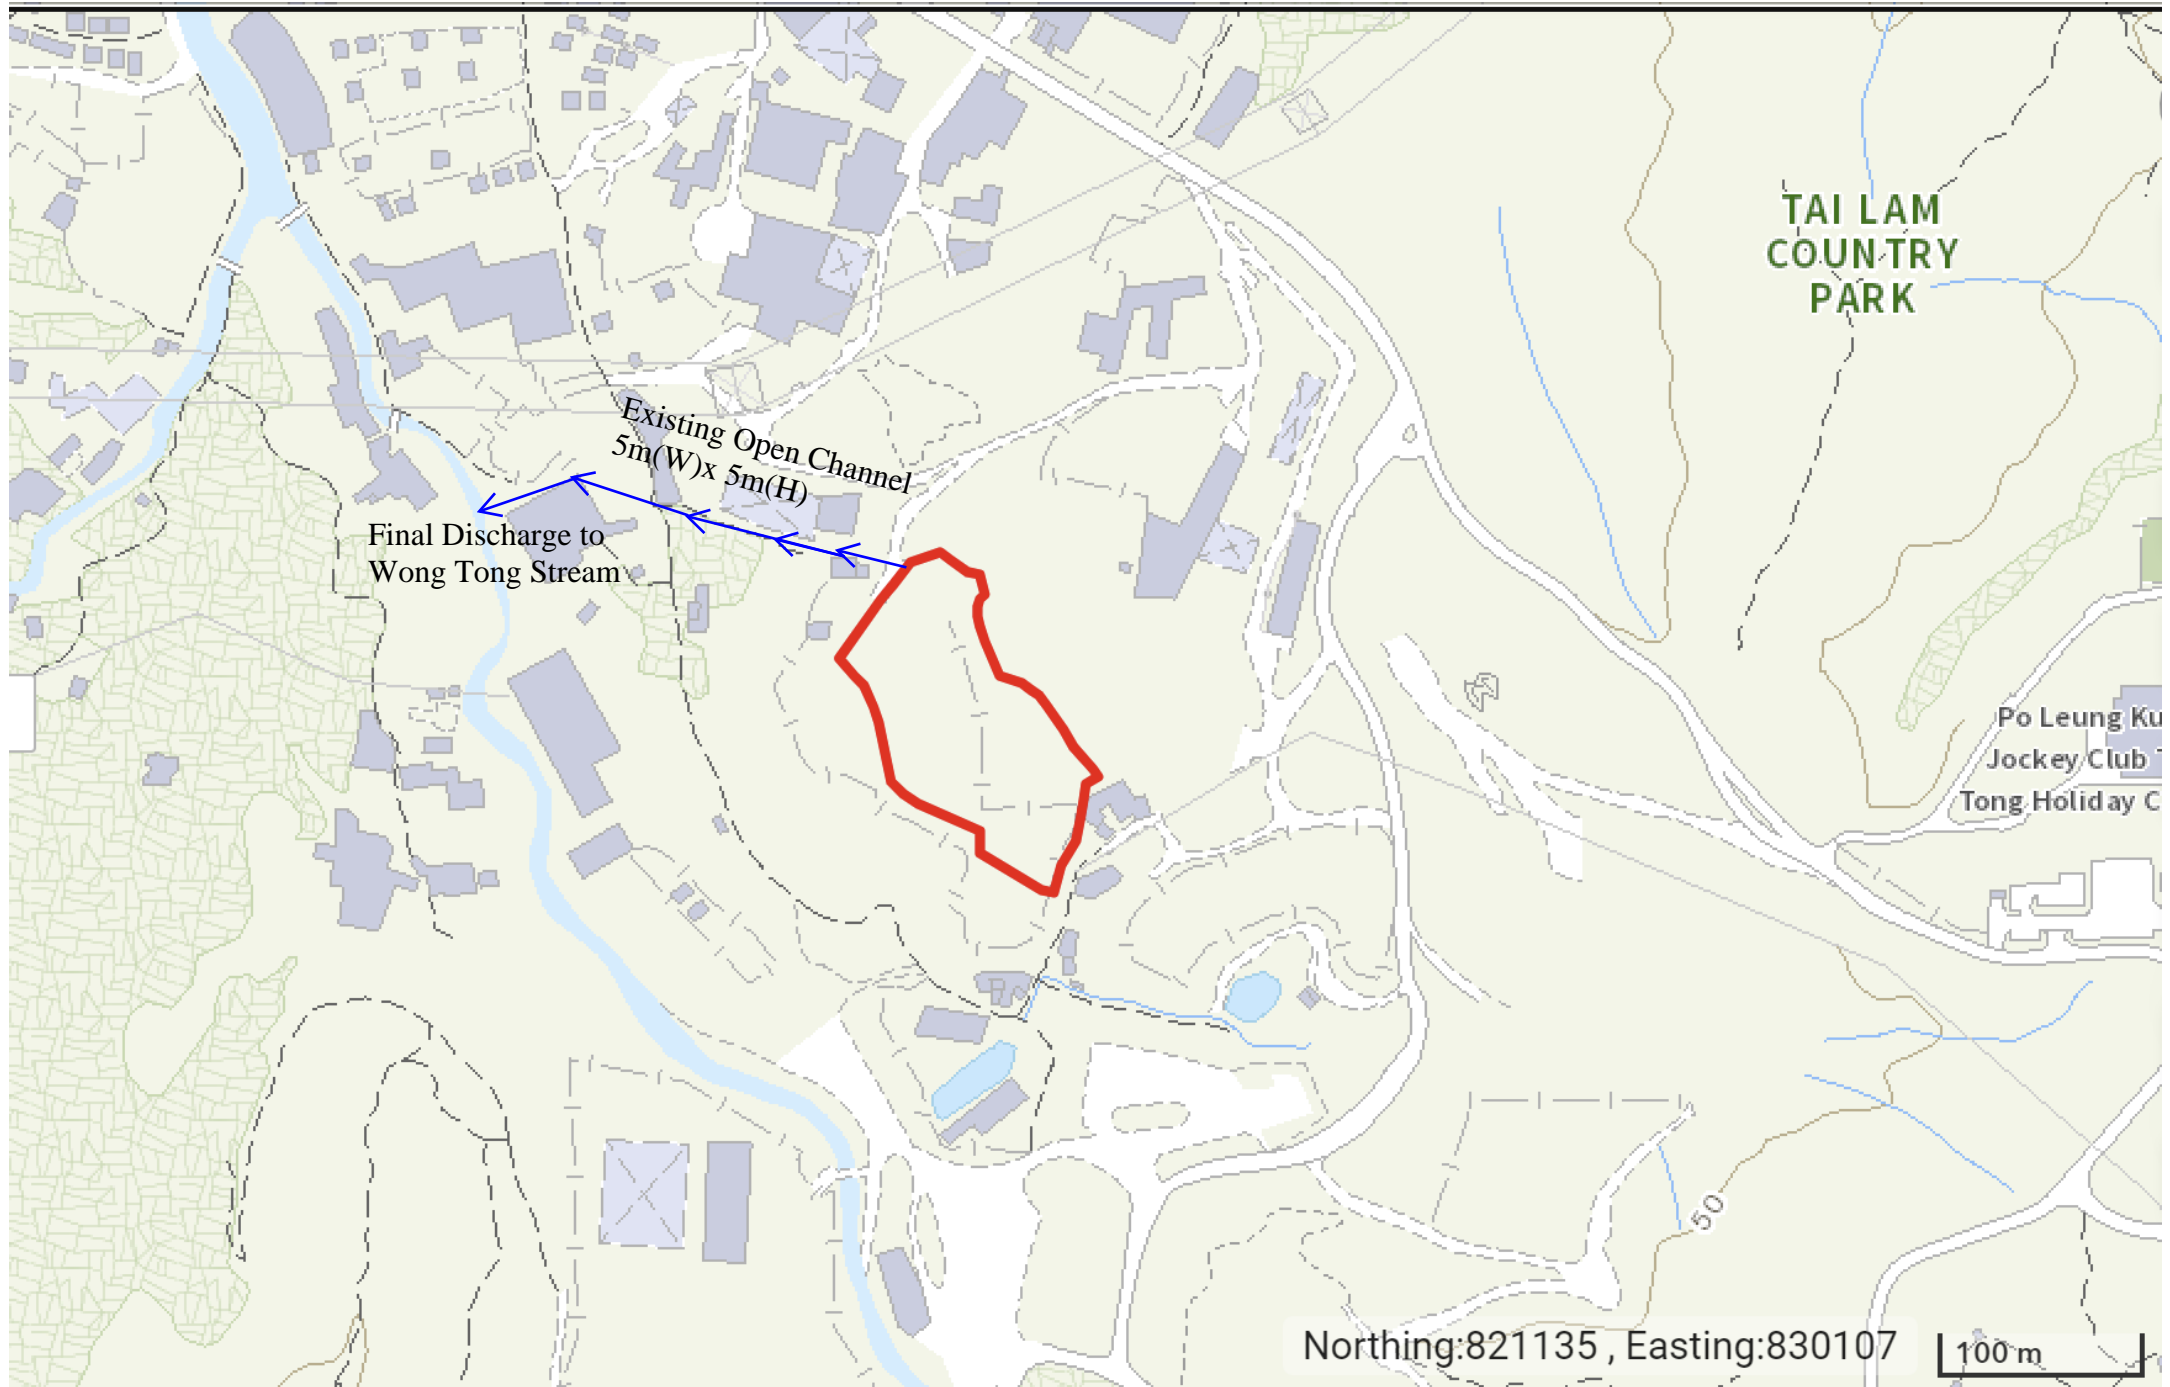 TAI LAM
COUNTRY
PARK
Existing Open Channel
5m(W)x 5m(H)
Final Discharge to
Wong Tong Stream
Po Leung Ku
Jockey Club T
Tong Holiday C
50
Northing:821135 , Easting:830107
100 m